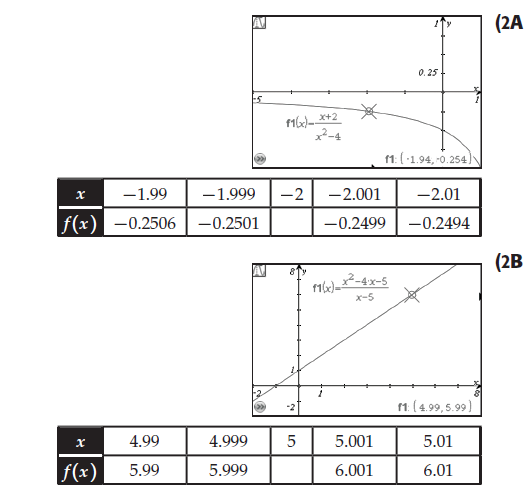 (2A
1 y
0.25
x
-5
1
f1(x)=x+2/x²-4
f1: (-1.94,-0.254)
x −1.99 −1.999 −2 −2.001 −2.01
f(x) −0.2506 −0.2501 −0.2499 −0.2494
(2B
8 y
f1(x)=x²-4·x-5/x-5
1
x
-2
1
8
-2
f1: (4.99,5.99)
x 4.99 4.999 5 5.001 5.01
f(x) 5.99 5.999 6.001 6.01